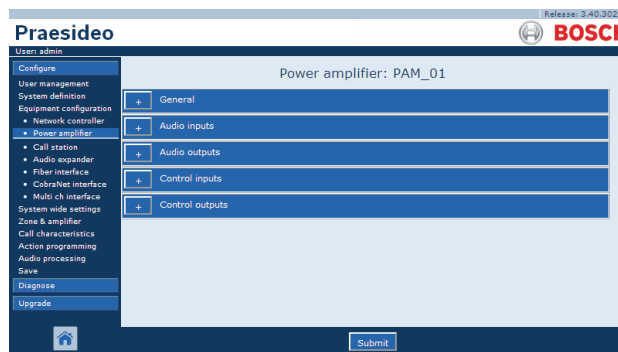 Release: 3.40.302
Praesideo
BOSCH
User: admin
Configure
User management
System definition
Equipment configuration
• Network controller
• Power amplifier
• Call station
• Audio expander
• Fiber interface
• CobraNet interface
• Multi ch interface
System wide settings
Zone & amplifier
Call characteristics
Action programming
Audio processing
Save
Diagnose
Upgrade
Power amplifier: PAM_01
+ General
+ Audio inputs
+ Audio outputs
+ Control inputs
+ Control outputs
Submit